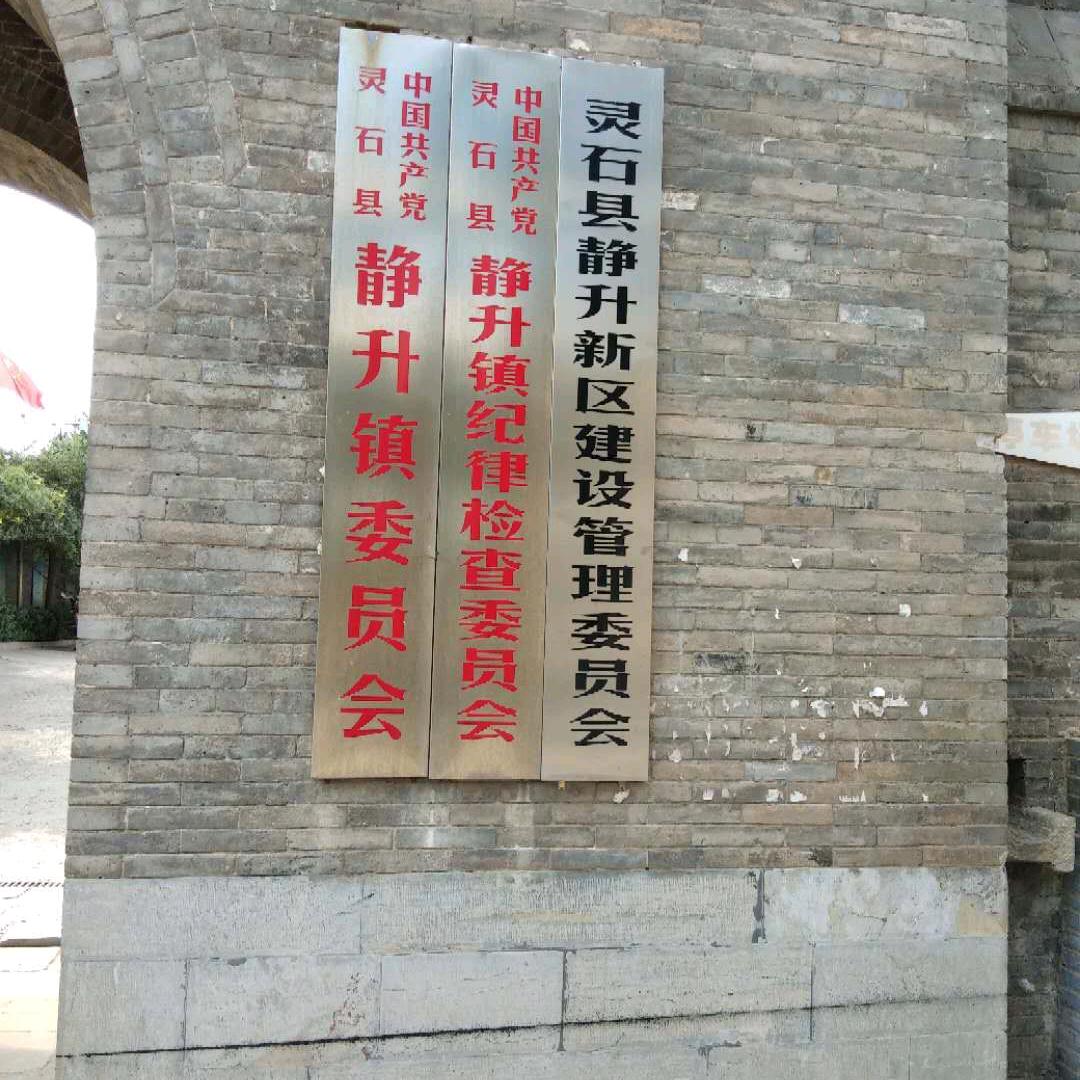 中国共产党
灵石县
静升镇委员会
中国共产党
灵石县
静升镇纪律检查委员会
灵石县静升新区建设管理委员会